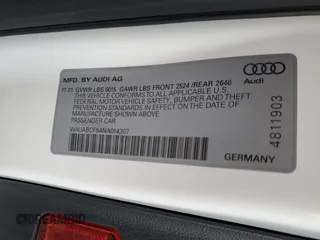 MFD. BY AUDI AG
11 21 GVWR LBS 5015 GAWR LBS FRONT 2524 /REAR 2646
THIS VEHICLE CONFORMS TO ALL APPLICABLE
FEDERAL MOTOR VEHICLE SAFETY, BUMPER AND THEFT
PREVENTION STANDARDS IN EFFECT ON THE DATE OF
MANUFACTURE SHOWN ABOVE.
PASSENGER CAR
Audi
4811903
GERMANY
© DREAMBID